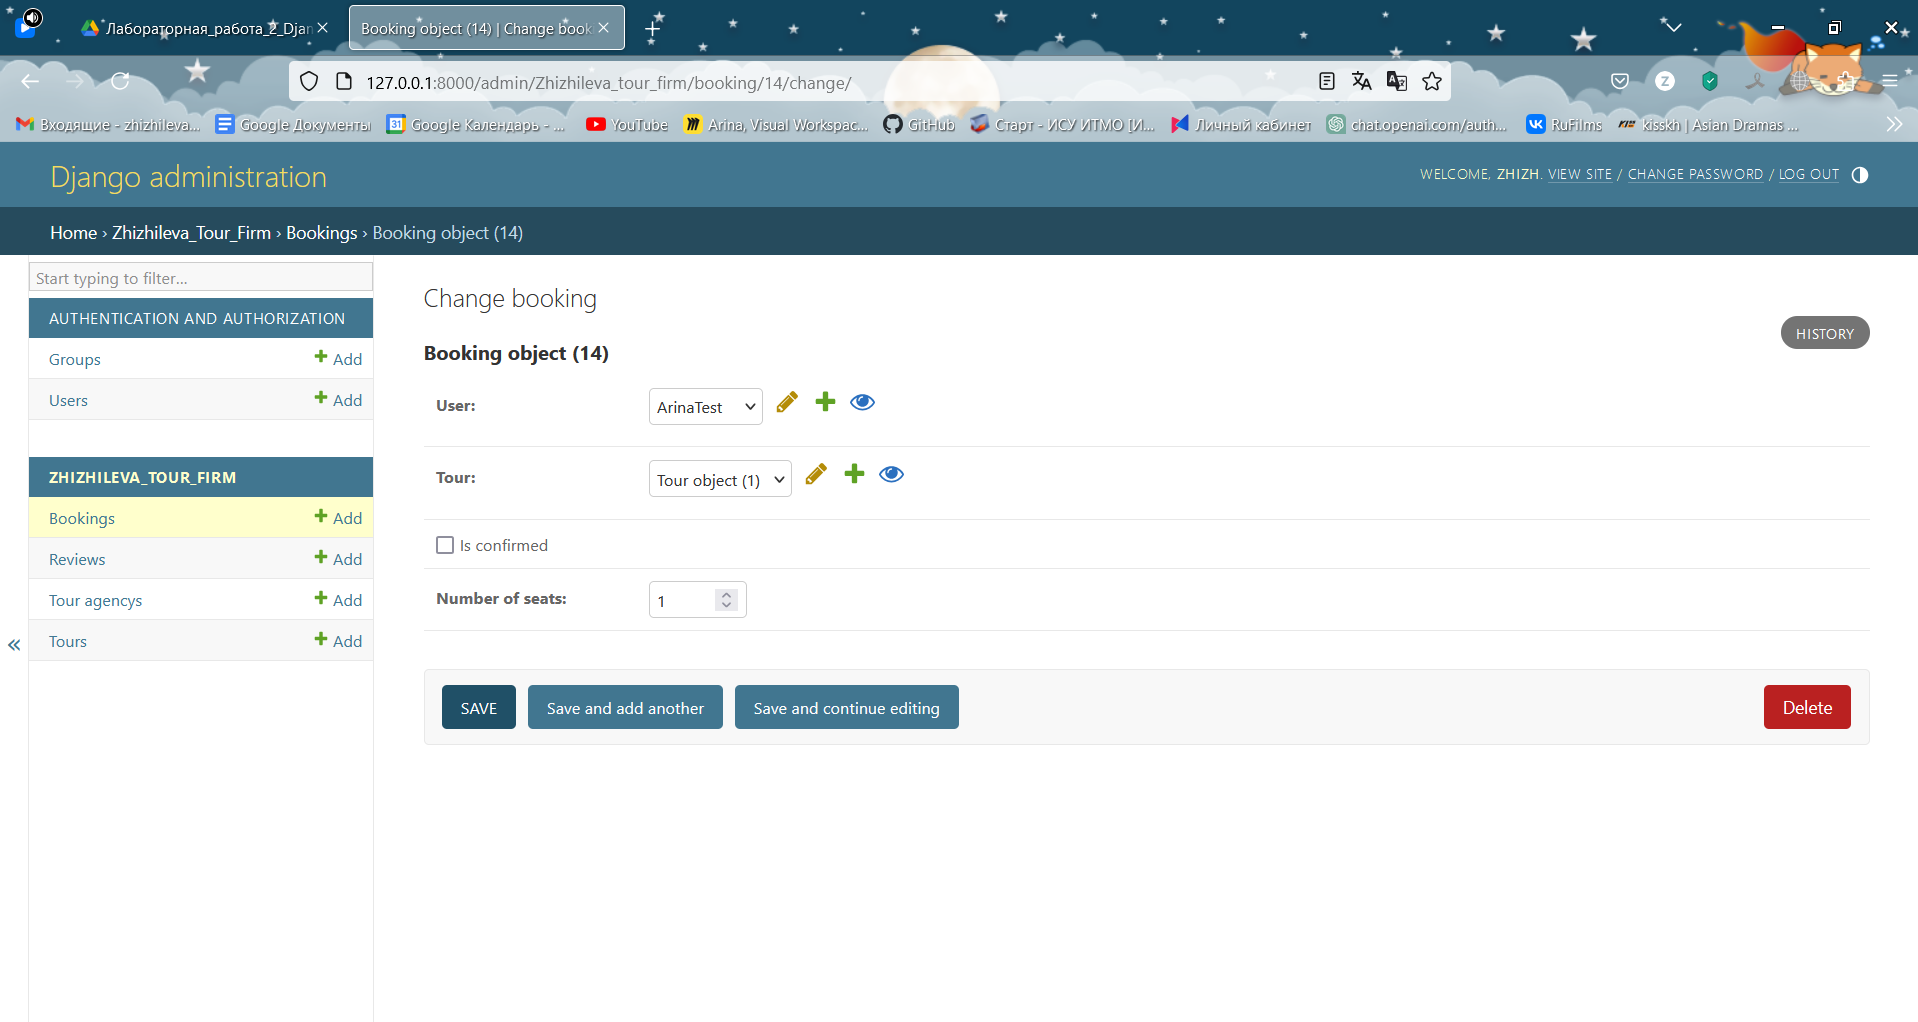 Лабораторная_работа_2_Djan
Booking object (14) | Change book
127.0.0.1:8000/admin/Zhizhileva_tour_firm/booking/14/change/
Z
Входящие - zhizhileva...
Google Документы
31 Google Календарь - ...
YouTube
Arina, Visual Workspac...
GitHub
Старт - ИСУ ИТМО [И...
Личный кабинет
chat.openai.com/auth...
RuFilms
kisskh | Asian Dramas ...
Django administration
WELCOME, ZHIZH. VIEW SITE / CHANGE PASSWORD / LOG OUT
Home › Zhizhileva_Tour_Firm › Bookings › Booking object (14)
Start typing to filter...
AUTHENTICATION AND AUTHORIZATION
Groups Add
Users Add
ZHIZHILEVA_TOUR_FIRM
Bookings Add
Reviews Add
Tour agencys Add
Tours Add
«
Change booking
HISTORY
Booking object (14)
User: ArinaTest
Tour: Tour object (1)
Is confirmed
Number of seats: 1
SAVE
Save and add another
Save and continue editing
Delete